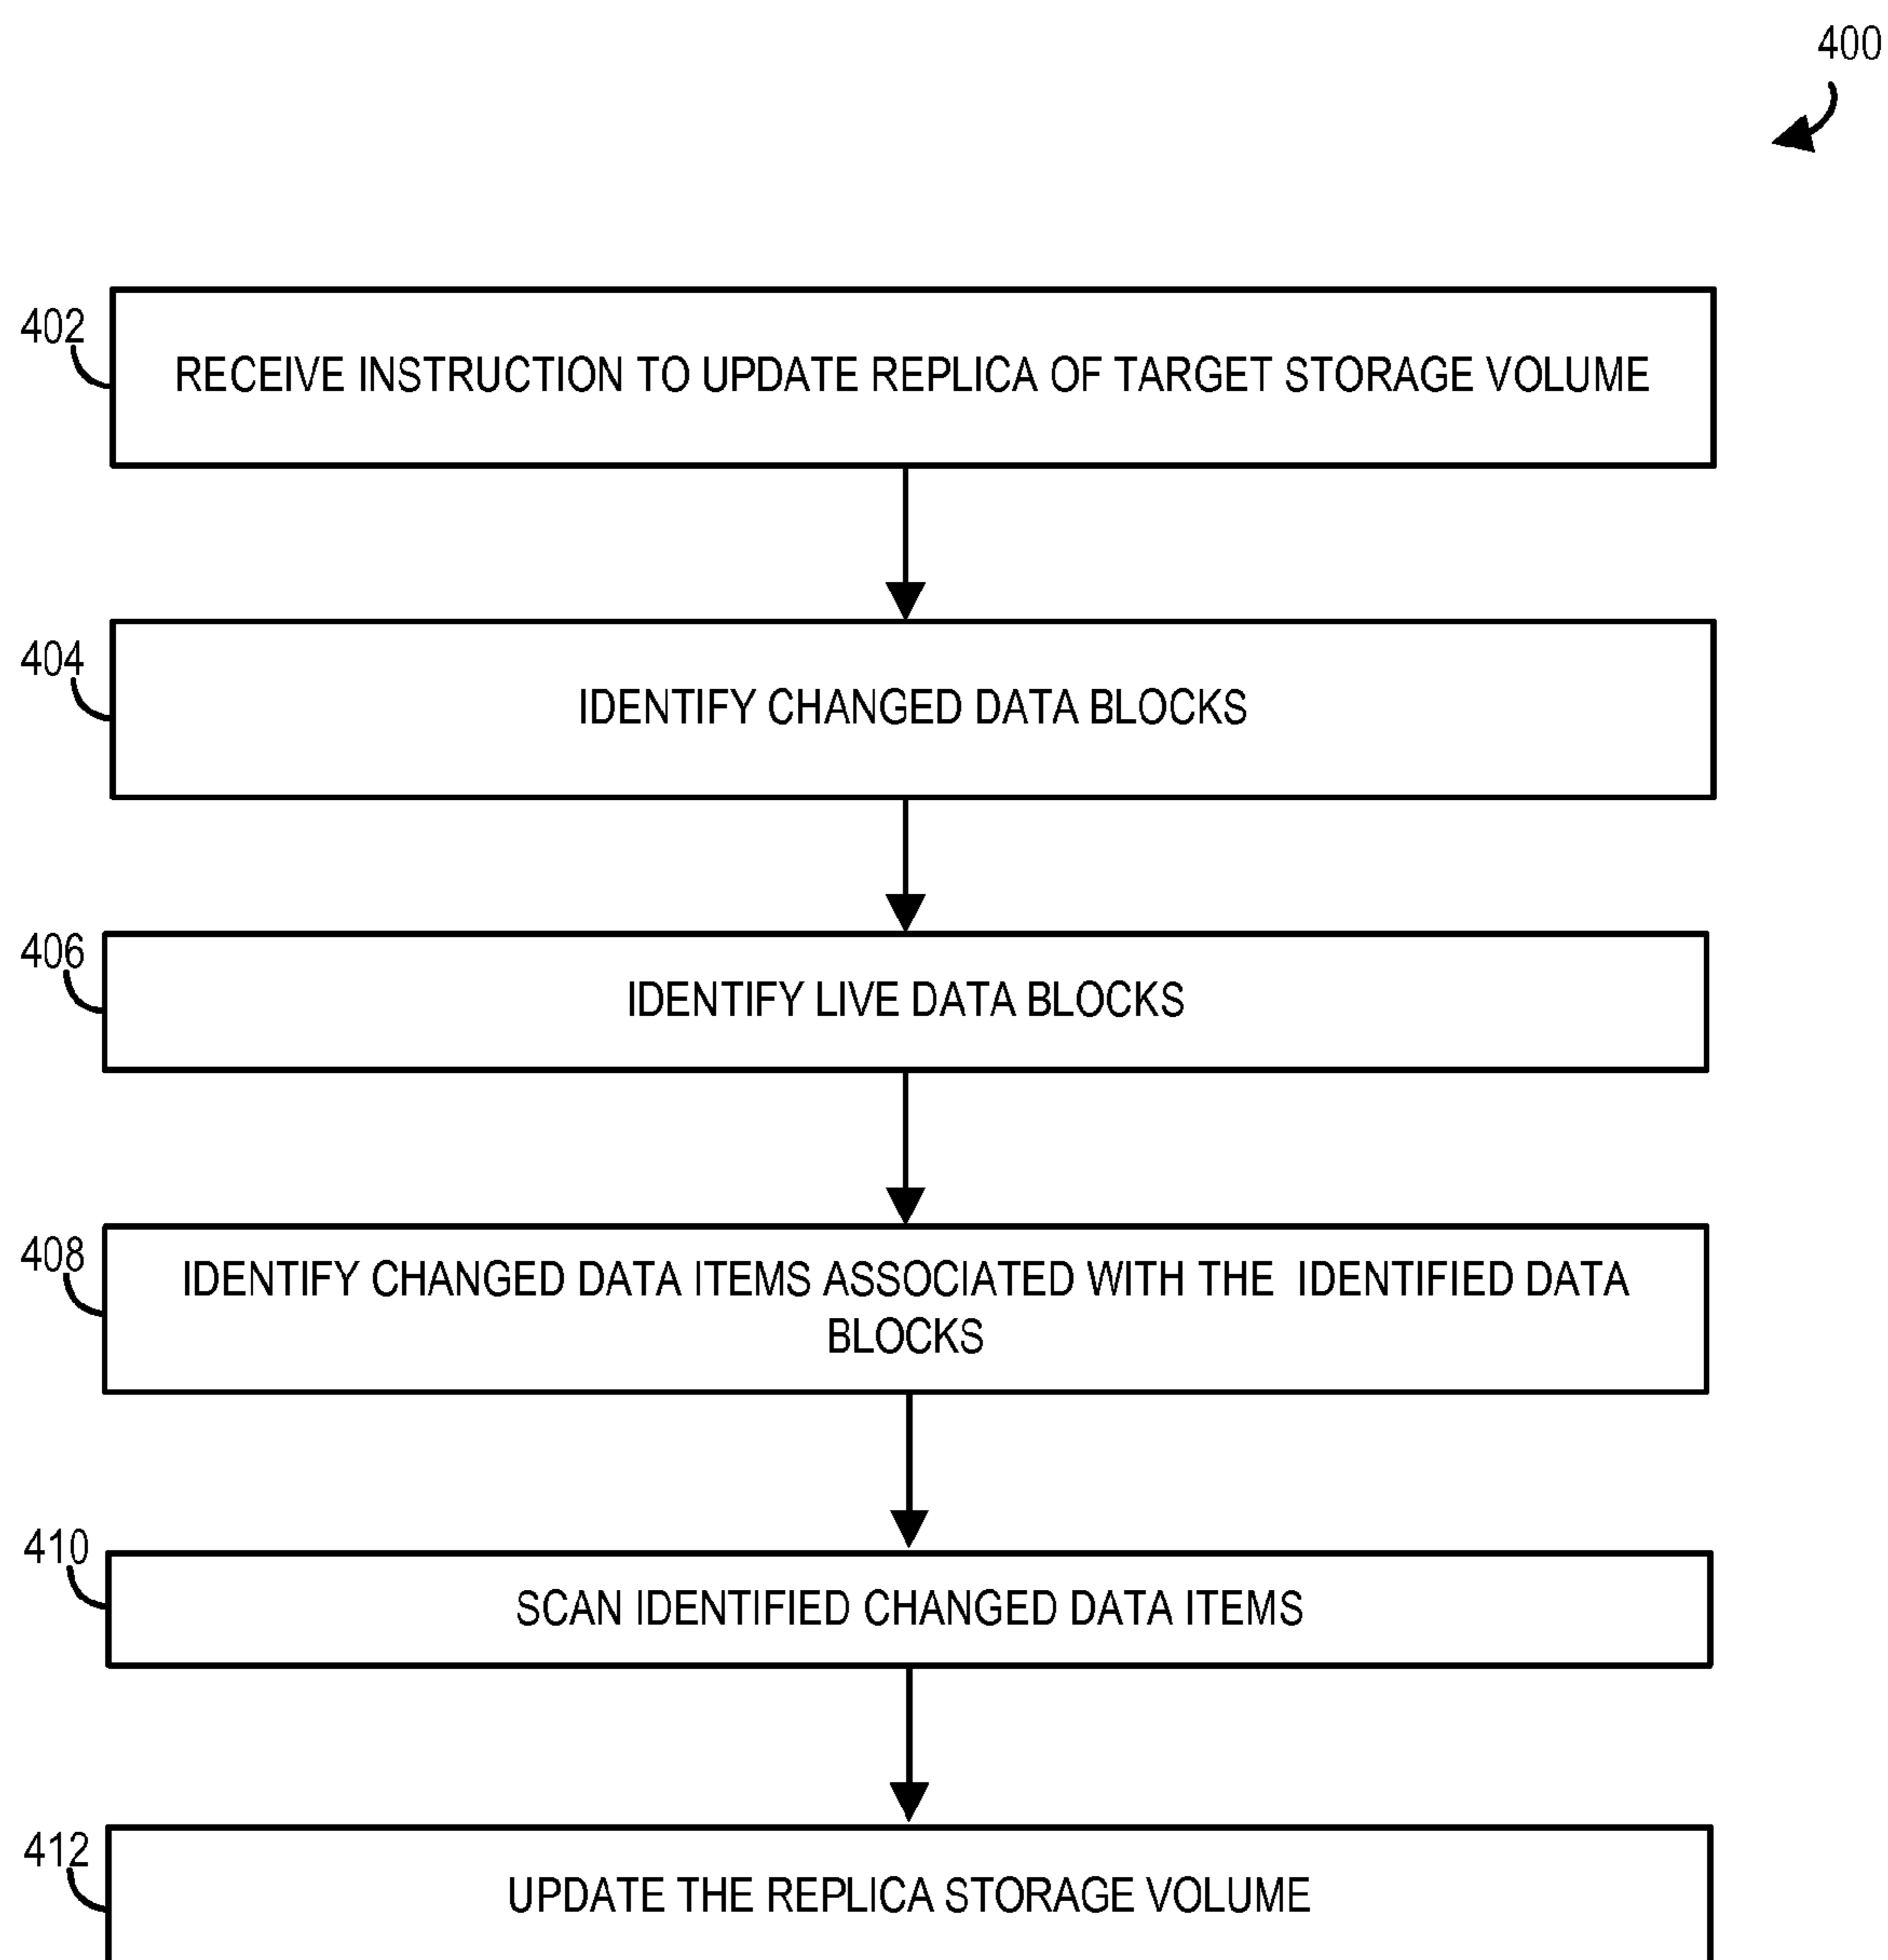 400
402
RECEIVE INSTRUCTION TO UPDATE REPLICA OF TARGET STORAGE VOLUME
404
IDENTIFY CHANGED DATA BLOCKS
406
IDENTIFY LIVE DATA BLOCKS
408
IDENTIFY CHANGED DATA ITEMS ASSOCIATED WITH THE IDENTIFIED DATA
BLOCKS
410
SCAN IDENTIFIED CHANGED DATA ITEMS
412
UPDATE THE REPLICA STORAGE VOLUME